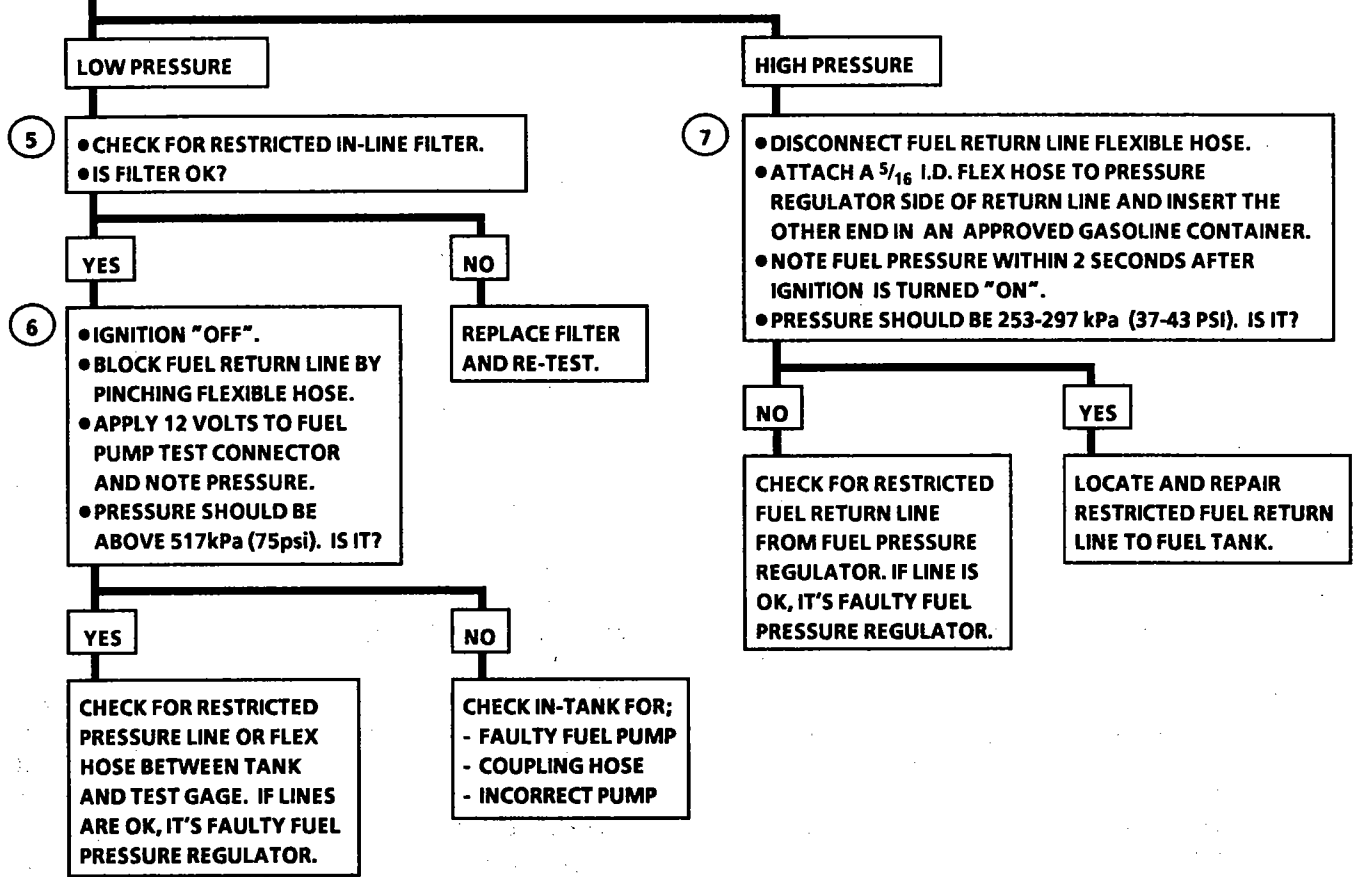 LOW PRESSURE
HIGH PRESSURE
5
● CHECK FOR RESTRICTED IN-LINE FILTER.
● IS FILTER OK?
YES
NO
REPLACE FILTER
AND RE-TEST.
6
● IGNITION "OFF".
● BLOCK FUEL RETURN LINE BY
PINCHING FLEXIBLE HOSE.
● APPLY 12 VOLTS TO FUEL
PUMP TEST CONNECTOR
AND NOTE PRESSURE.
● PRESSURE SHOULD BE
ABOVE 517kPa (75psi). IS IT?
YES
NO
CHECK FOR RESTRICTED
PRESSURE LINE OR FLEX
HOSE BETWEEN TANK
AND TEST GAGE. IF LINES
ARE OK, IT'S FAULTY FUEL
PRESSURE REGULATOR.
CHECK IN-TANK FOR;
- FAULTY FUEL PUMP
- COUPLING HOSE
- INCORRECT PUMP
7
● DISCONNECT FUEL RETURN LINE FLEXIBLE HOSE.
● ATTACH A 5/16 I.D. FLEX HOSE TO PRESSURE
REGULATOR SIDE OF RETURN LINE AND INSERT THE
OTHER END IN AN APPROVED GASOLINE CONTAINER.
● NOTE FUEL PRESSURE WITHIN 2 SECONDS AFTER
IGNITION IS TURNED "ON".
● PRESSURE SHOULD BE 253-297 kPa (37-43 PSI). IS IT?
NO
YES
CHECK FOR RESTRICTED
FUEL RETURN LINE
FROM FUEL PRESSURE
REGULATOR. IF LINE IS
OK, IT'S FAULTY FUEL
PRESSURE REGULATOR.
LOCATE AND REPAIR
RESTRICTED FUEL RETURN
LINE TO FUEL TANK.